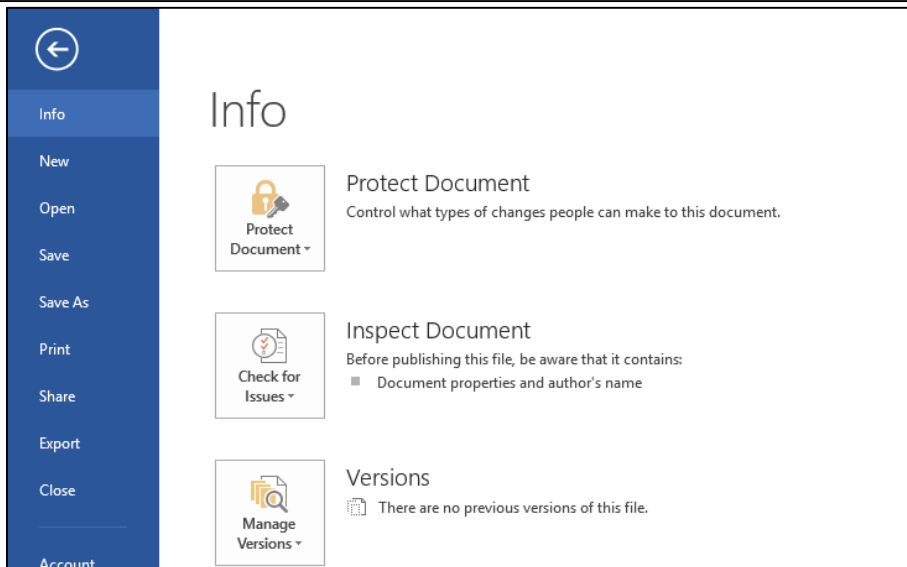 Info
New
Open
Save
Save As
Print
Share
Export
Close
Account
Info
Protect
Document
Protect Document
Control what types of changes people can make to this document.
Check for
Issues
Inspect Document
Before publishing this file, be aware that it contains:
Document properties and author's name
Manage
Versions
Versions
There are no previous versions of this file.